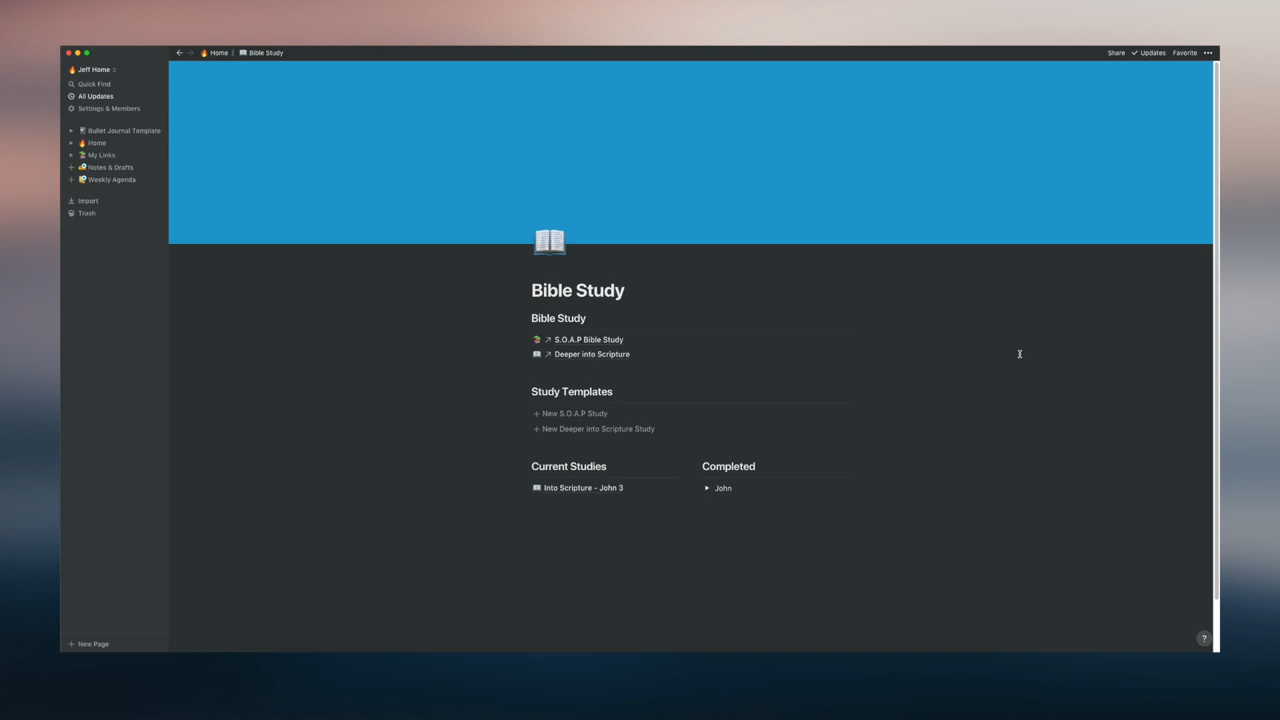 Home / Bible Study
Share Updates Favorite •••
Jeff Home
Quick Find
All Updates
Settings & Members
Bullet Journal Template
Home
My Links
Notes & Drafts
Weekly Agenda
Import
Trash
Bible Study
Bible Study
S.O.A.P Bible Study
Deeper into Scripture
Study Templates
+ New S.O.A.P Study
+ New Deeper into Scripture Study
Current Studies
Into Scripture - John 3
Completed
John
+ New Page
?